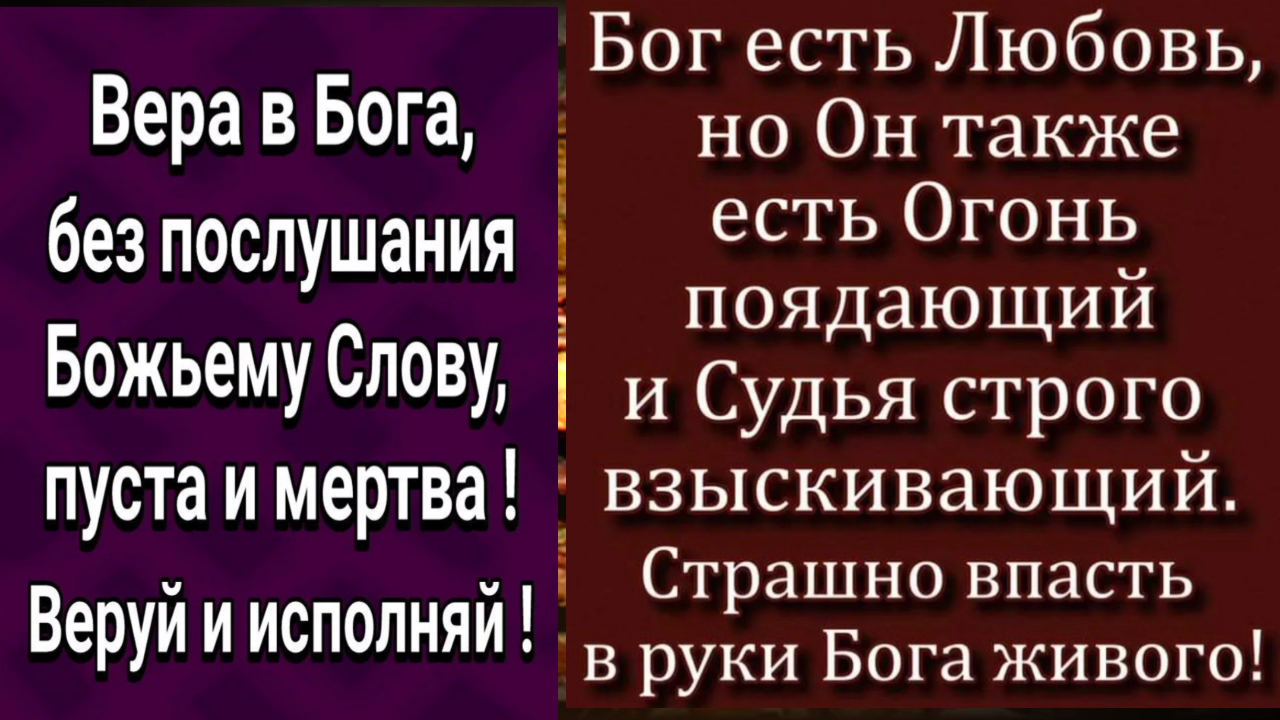 Вера в Бога,
без послушания
Божьему Слову,
пуста и мертва !
Веруй и исполняй !
Бог есть Любовь,
но Он также
есть Огонь
поядающий
и Судья строго
взыскивающий.
Страшно впасть
в руки Бога живого!